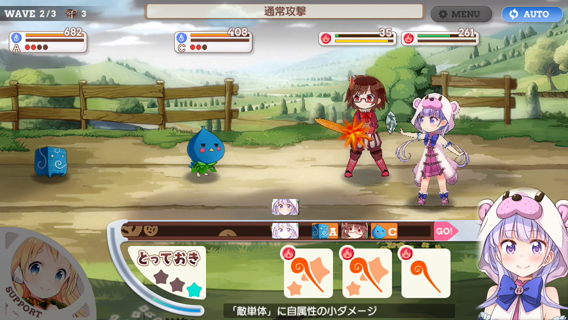 WAVE 2/3
3
通常攻撃
MENU
AUTO
682
A
408
C
35
261
A
C
GO!
とっておき
SUPPORT
「敵単体」に自属性の小ダメージ